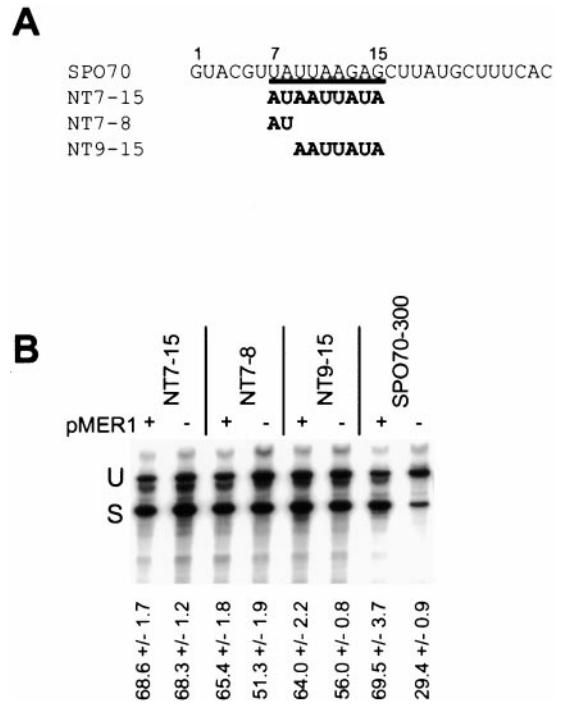 A
1 7 15
SPO70 GUACGUUAUUAAGAGCUUAUGCUUUCAC
NT7-15 AUAAUUAUA
NT7-8 AU
NT9-15 AAUUAUA
B
NT7-15 NT7-8 NT9-15 SPO70-300
pMER1 + - + - + - + -
U
S
68.6 +/- 1.7 68.3 +/- 1.2 65.4 +/- 1.8 51.3 +/- 1.9 64.0 +/- 2.2 56.0 +/- 0.8 69.5 +/- 3.7 29.4 +/- 0.9